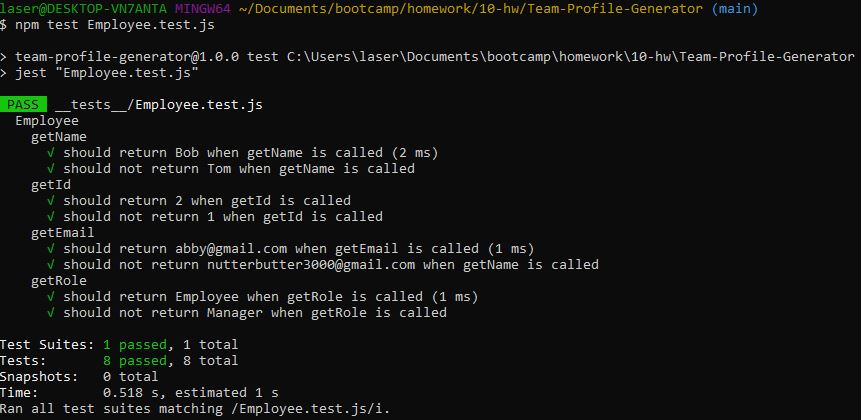 laser@DESKTOP-VN7ANTA MINGW64 ~/Documents/bootcamp/homework/10-hw/Team-Profile-Generator (main)
$ npm test Employee.test.js
> team-profile-generator@1.0.0 test C:\Users\laser\Documents\bootcamp\homework\10-hw\Team-Profile-Generator
> jest "Employee.test.js"
PASS __tests__/Employee.test.js
Employee
getName
√ should return Bob when getName is called (2 ms)
√ should not return Tom when getName is called
getId
√ should return 2 when getId is called
√ should not return 1 when getId is called
getEmail
√ should return abby@gmail.com when getEmail is called (1 ms)
√ should not return nutterbutter3000@gmail.com when getName is called
getRole
√ should return Employee when getRole is called (1 ms)
√ should not return Manager when getRole is called
Test Suites: 1 passed, 1 total
Tests: 8 passed, 8 total
Snapshots: 0 total
Time: 0.518 s, estimated 1 s
Ran all test suites matching /Employee.test.js/i.